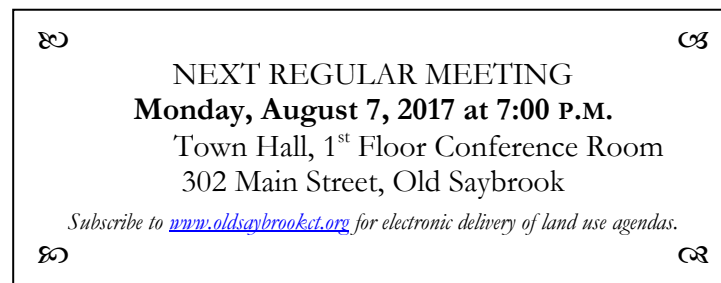 NEXT REGULAR MEETING
Monday, August 7, 2017 at 7:00 P.M.
Town Hall, 1st Floor Conference Room
302 Main Street, Old Saybrook
Subscribe to www.oldsaybrookct.org for electronic delivery of land use agendas.